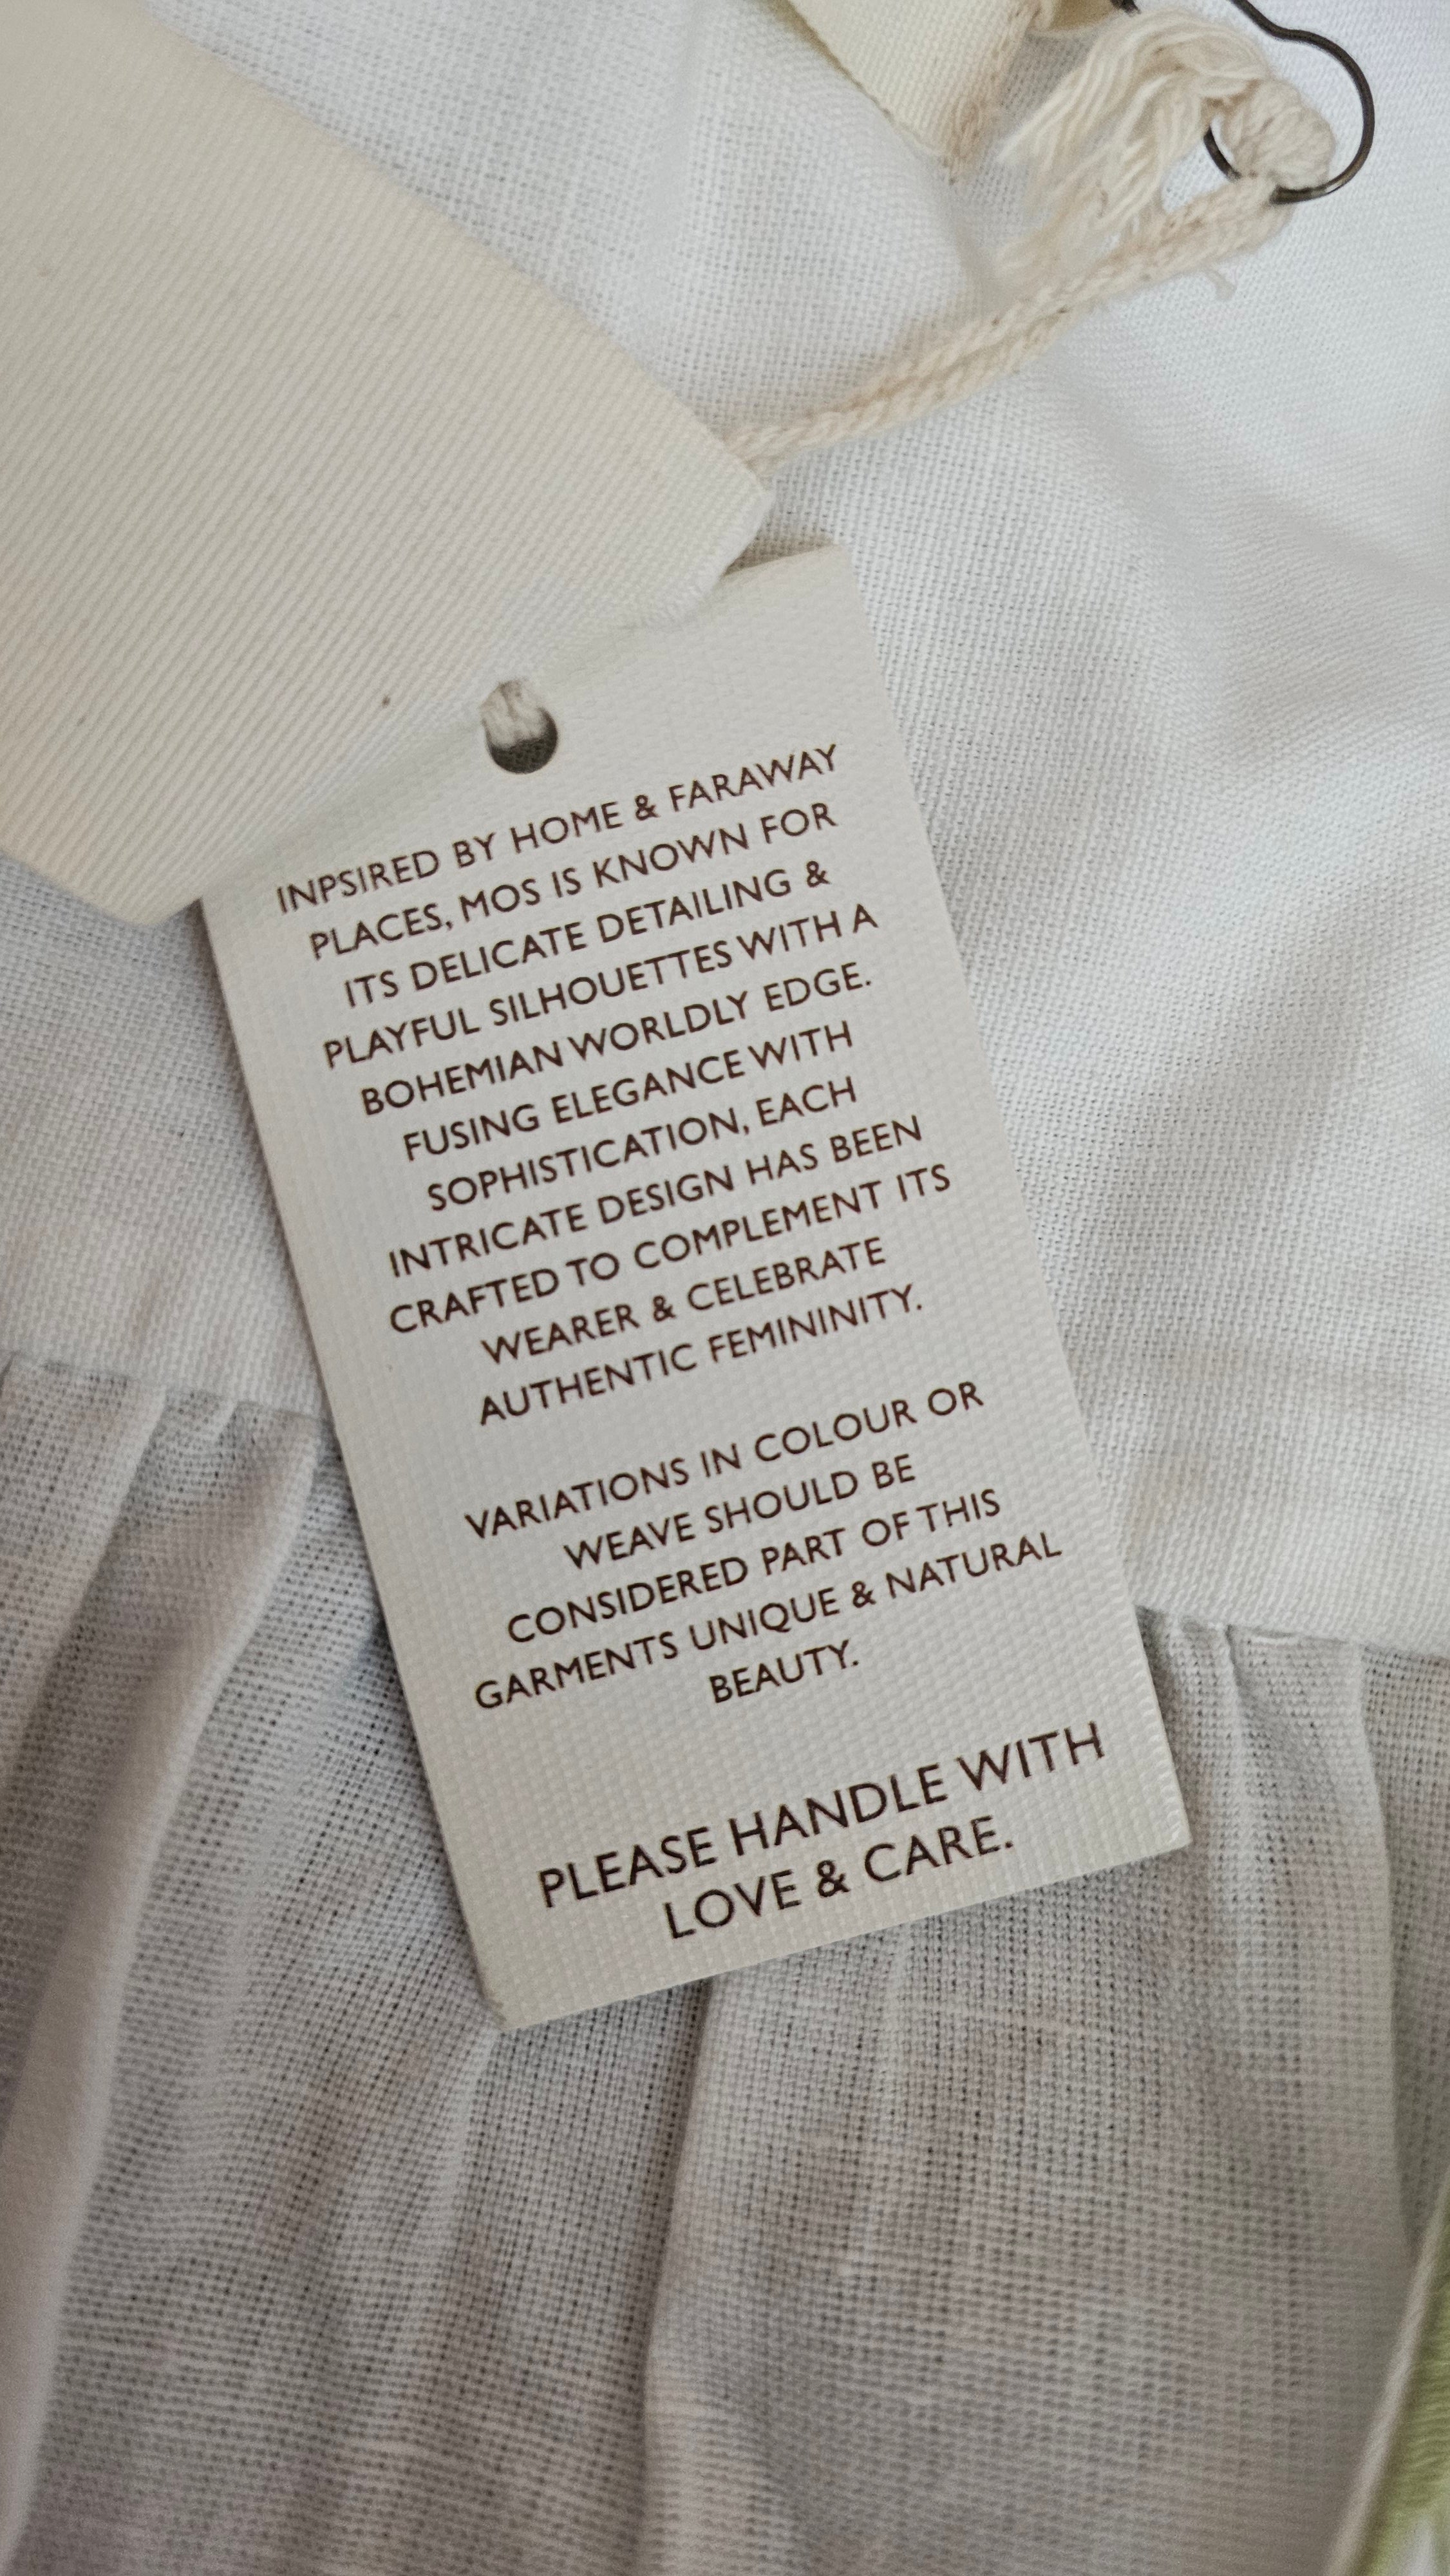 INPSIRED BY HOME & FARAWAY
PLACES, MOS IS KNOWN FOR
ITS DELICATE DETAILING &
PLAYFUL SILHOUETTES WITH A
BOHEMIAN WORLDLY EDGE.
FUSING ELEGANCE WITH
SOPHISTICATION, EACH
INTRICATE DESIGN HAS BEEN
CRAFTED TO COMPLEMENT ITS
WEARER & CELEBRATE
AUTHENTIC FEMININITY.
VARIATIONS IN COLOUR OR
WEAVE SHOULD BE
CONSIDERED PART OF THIS
GARMENTS UNIQUE & NATURAL
BEAUTY.
PLEASE HANDLE WITH
LOVE & CARE.